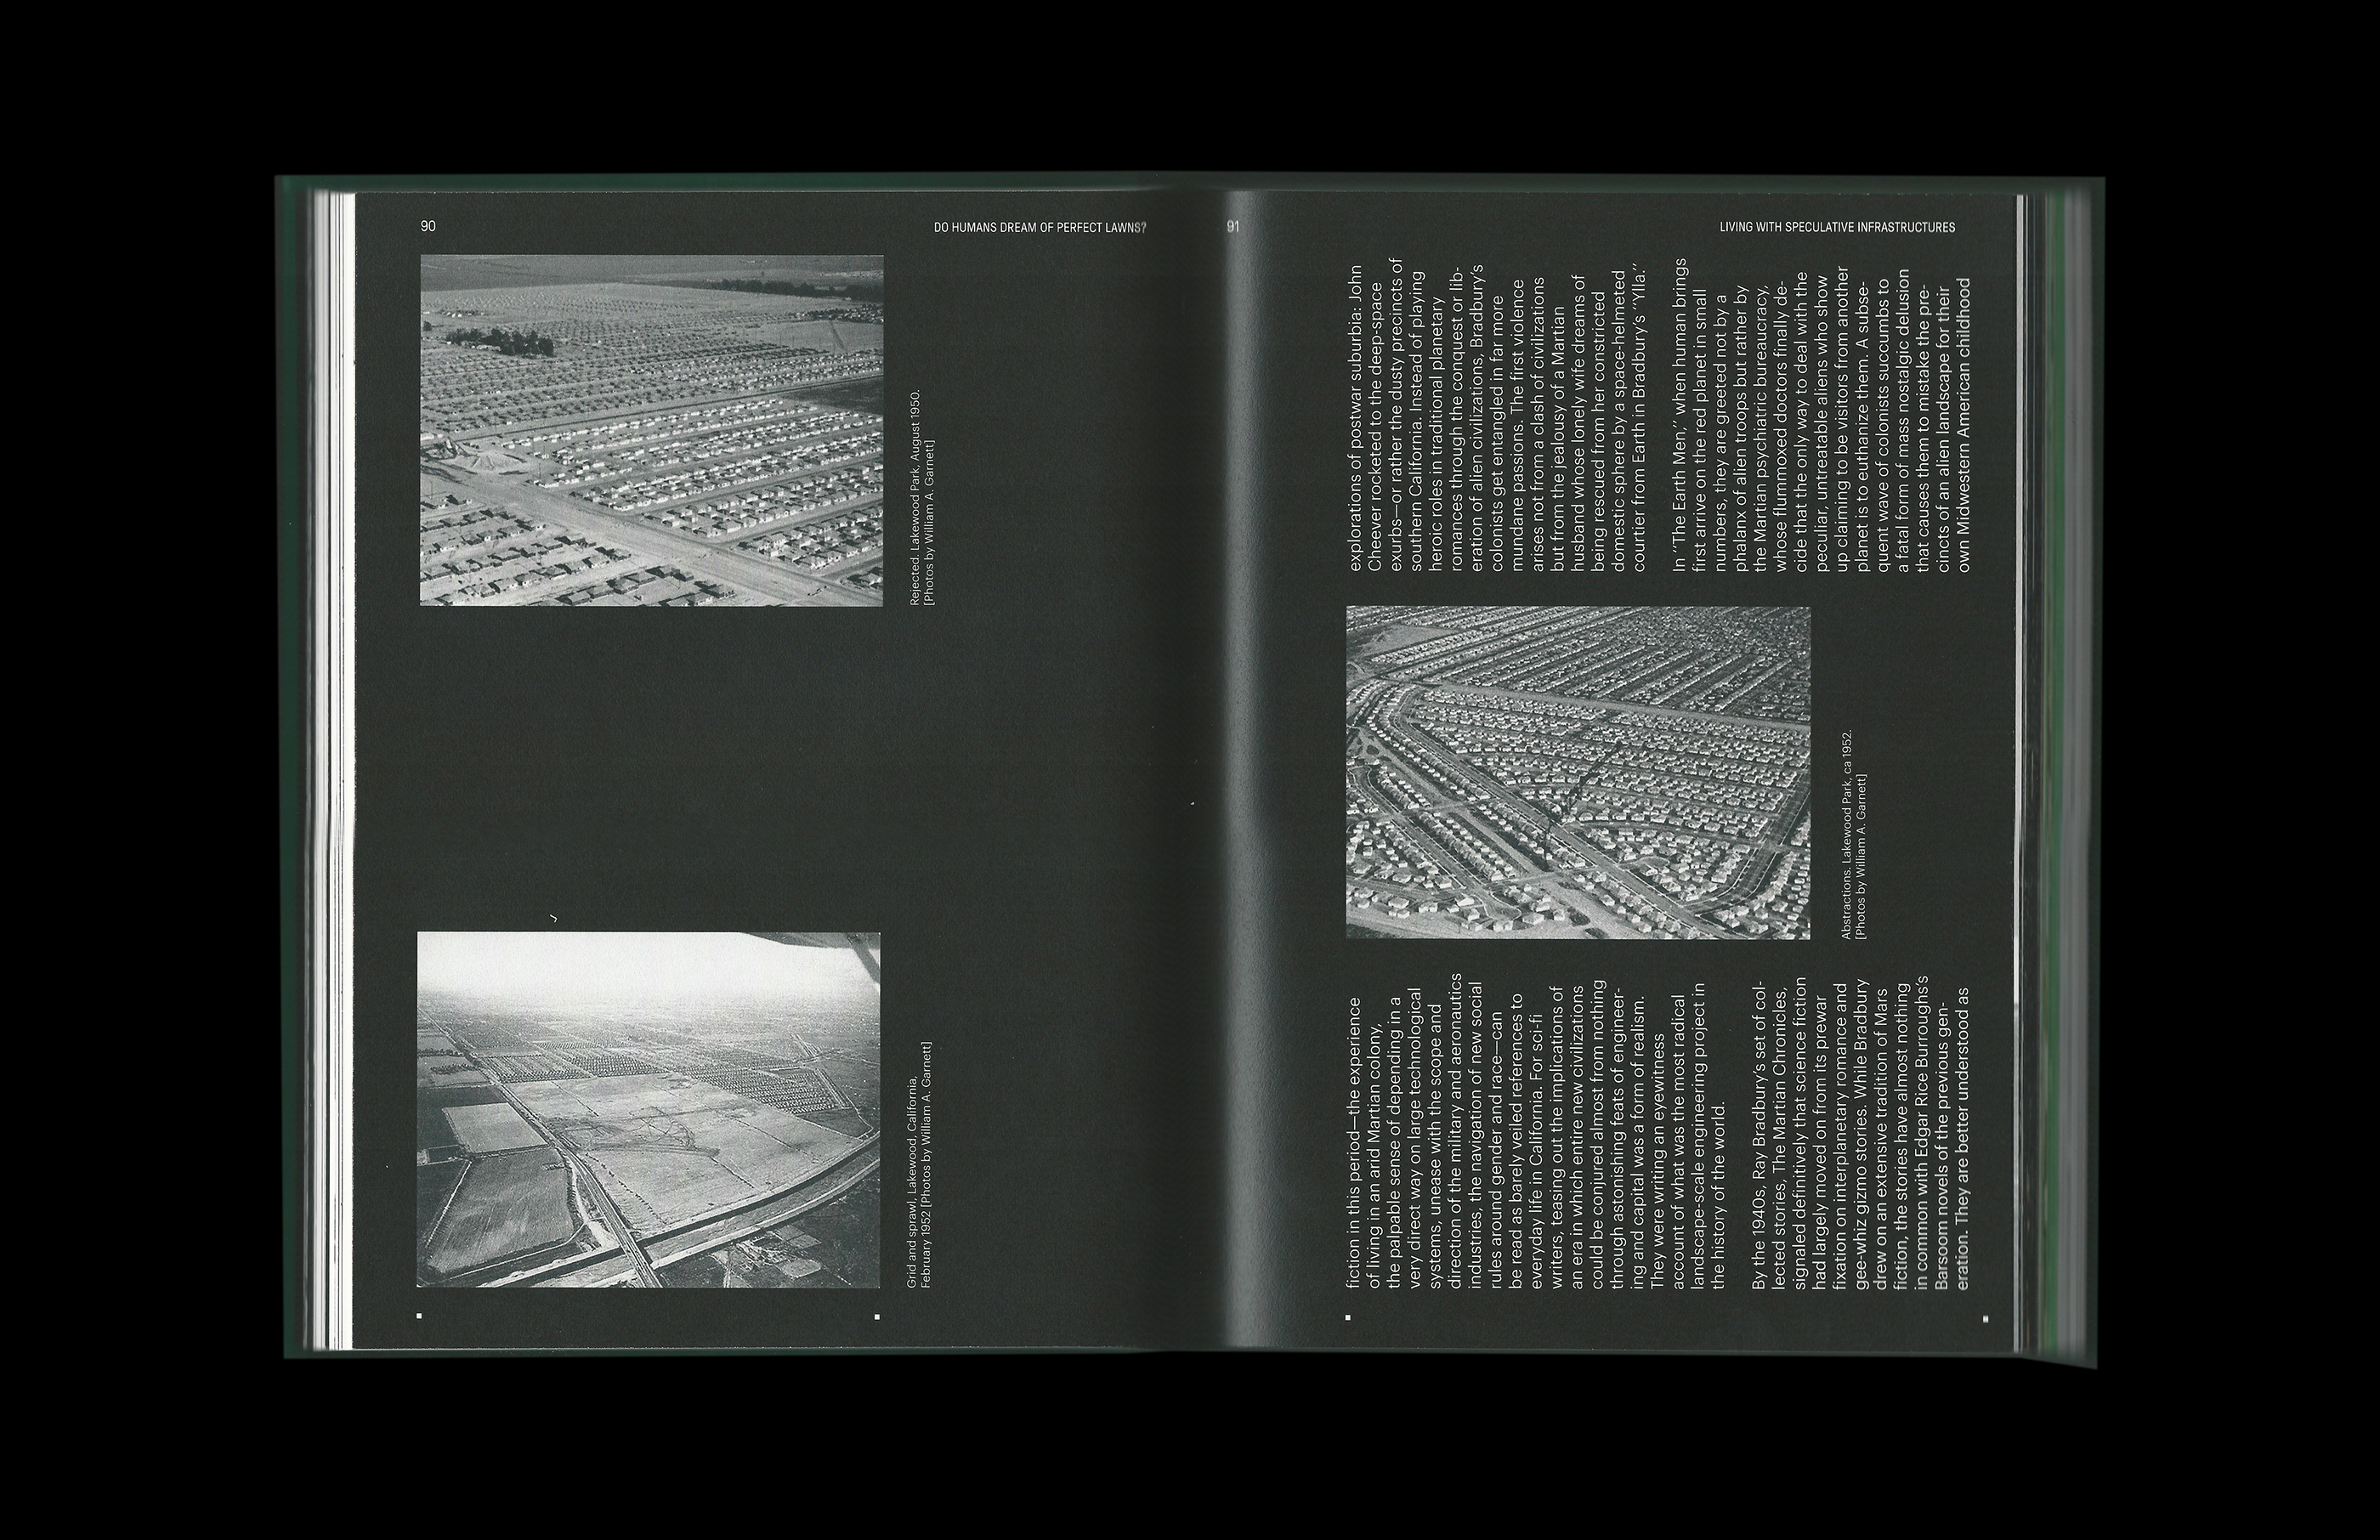 90
DO HUMANS DREAM OF PERFECT LAWNS?
Rejected. Lakewood Park, August 1950.
[Photos by William A. Garnett]
Grid and sprawl, Lakewood, California,
February 1952 [Photos by William A. Garnett]
91
LIVING WITH SPECULATIVE INFRASTRUCTURES
fiction in this period—the experience
of living in an arid Martian colony,
the palpable sense of depending in a
very direct way on large technological
systems, unease with the scope and
direction of the military and aeronautics
industries, the navigation of new social
rules around gender and race—can
be read as barely veiled references to
everyday life in California. For sci-fi
writers, teasing out the implications of
an era in which entire new civilizations
could be conjured almost from nothing
through astonishing feats of engineer-
ing and capital was a form of realism.
They were writing an eyewitness
account of what was the most radical
landscape-scale engineering project in
the history of the world.
By the 1940s, Ray Bradbury's set of col-
lected stories, The Martian Chronicles,
signaled definitively that science fiction
had largely moved on from its prewar
fixation on interplanetary romance and
gee-whiz gizmo stories. While Bradbury
drew on an extensive tradition of Mars
fiction, the stories have almost nothing
in common with Edgar Rice Burroughs's
Barsoom novels of the previous gen-
eration. They are better understood as
Abstractions. Lakewood Park, ca 1952.
[Photos by William A. Garnett]
explorations of postwar suburbia: John
Cheever rocketed to the deep-space
exurbs—or rather the dusty precincts of
southern California. Instead of playing
heroic roles in traditional planetary
romances through the conquest or lib-
eration of alien civilizations, Bradbury's
colonists get entangled in far more
mundane passions. The first violence
arises not from a clash of civilizations
but from the jealousy of a Martian
husband whose lonely wife dreams of
being rescued from her constricted
domestic sphere by a space-helmeted
courtier from Earth in Bradbury's "Ylla."
In "The Earth Men," when human brings
first arrive on the red planet in small
numbers, they are greeted not by a
phalanx of alien troops but rather by
the Martian psychiatric bureaucracy,
whose flummoxed doctors finally de-
cide that the only way to deal with the
peculiar, untreatable aliens who show
up claiming to be visitors from another
planet is to euthanize them. A subse-
quent wave of colonists succumbs to
a fatal form of mass nostalgic delusion
that causes them to mistake the pre-
cincts of an alien landscape for their
own Midwestern American childhood